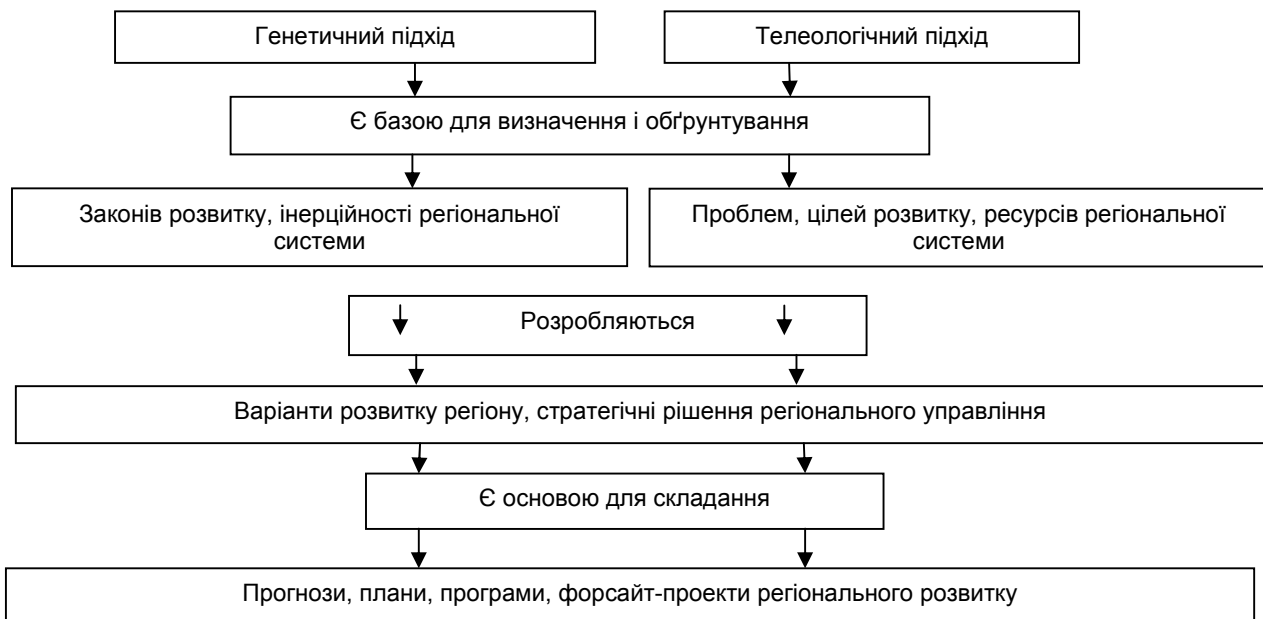 Генетичний підхід
Телеологічний підхід
Є базою для визначення і обґрунтування
Законів розвитку, інерційності регіональної
системи
Проблем, цілей розвитку, ресурсів регіональної
системи
Розробляються
Варіанти розвитку регіону, стратегічні рішення регіонального управління
Є основою для складання
Прогнози, плани, програми, форсайт-проекти регіонального розвитку